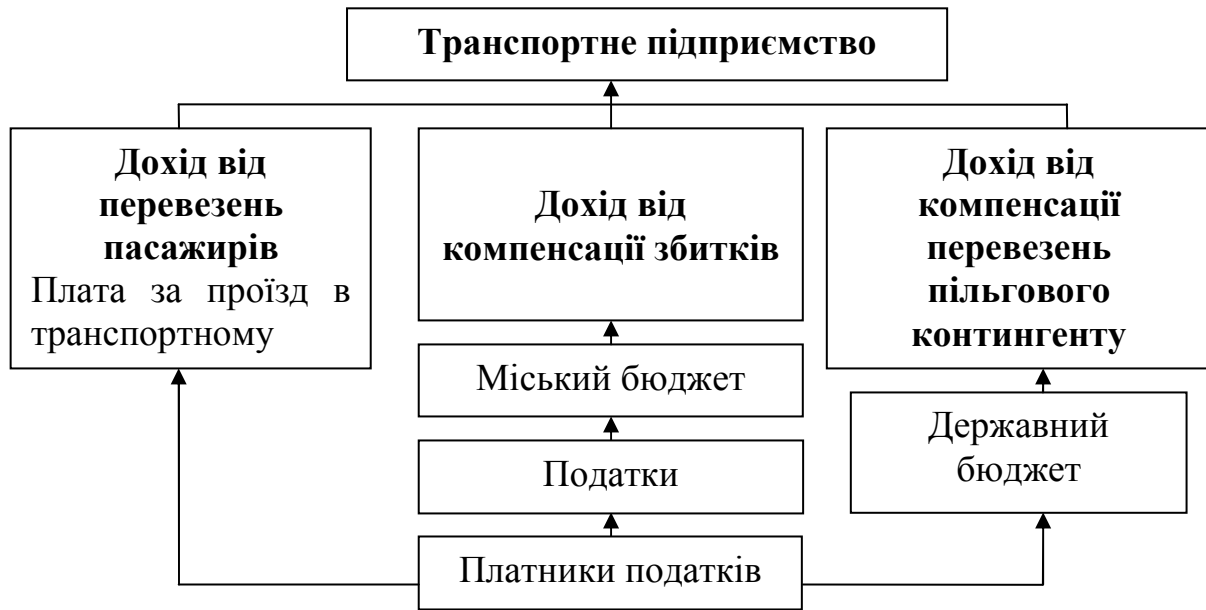 Транспортне підприємство
Дохід від
перевезень
пасажирів
Плата за проїзд в
транспортному
Дохід від
компенсації збитків
Дохід від
компенсації
перевезень
пільгового
контингенту
Міський бюджет
Державний
бюджет
Податки
Платники податків